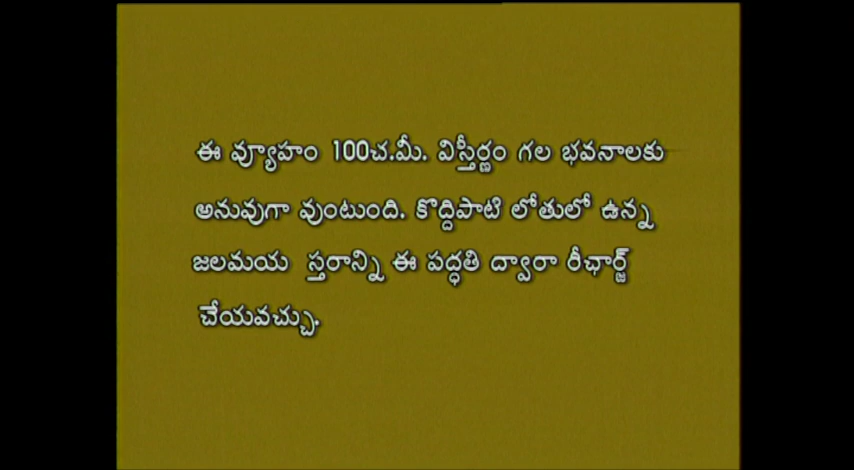 ఈ వ్యూహం 100చ.మీ. విస్తీర్ణం గల భవనాలకు
అనువుగా వుంటుంది. కొద్దిపాటి లోతులో ఉన్న
జలమయ స్తరాన్ని ఈ పద్ధతి ద్వారా రీఛార్జ్
చేయవచ్చు.